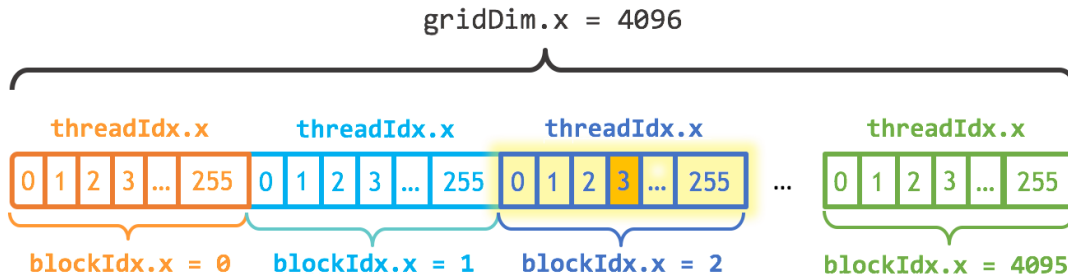 gridDim.x = 4096
threadIdx.x threadIdx.x threadIdx.x threadIdx.x
0 1 2 3 ... 255 0 1 2 3 ... 255 0 1 2 3 ... 255 ... 0 1 2 3 ... 255
blockIdx.x = 0 blockIdx.x = 1 blockIdx.x = 2 blockIdx.x = 4095